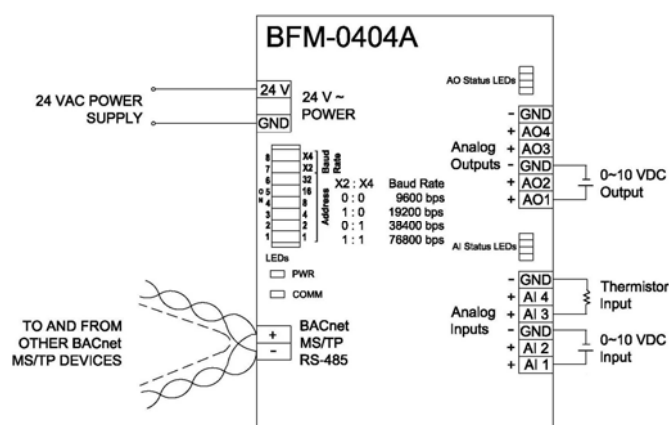 BFM-0404A
24 VAC POWER
SUPPLY
24 V
GND
24 V ~
POWER
AO Status LEDs
- GND
+ AO4
+ AO3
- GND
+ AO2
+ AO1
Analog
Outputs
0~10 VDC
Output
8 X4
7 X2
6 32
5 16
4 8
3 4
2 2
1 1
ON
Baud
Rate
Address
X2 : X4 Baud Rate
0 : 0 9600 bps
1 : 0 19200 bps
0 : 1 38400 bps
1 : 1 76800 bps
AI Status LEDs
LEDs
PWR
COMM
- GND
+ AI 4
+ AI 3
- GND
+ AI 2
+ AI 1
Analog
Inputs
Thermistor
Input
0~10 VDC
Input
TO AND FROM
OTHER BACnet
MS/TP DEVICES
+
-
BACnet
MS/TP
RS-485